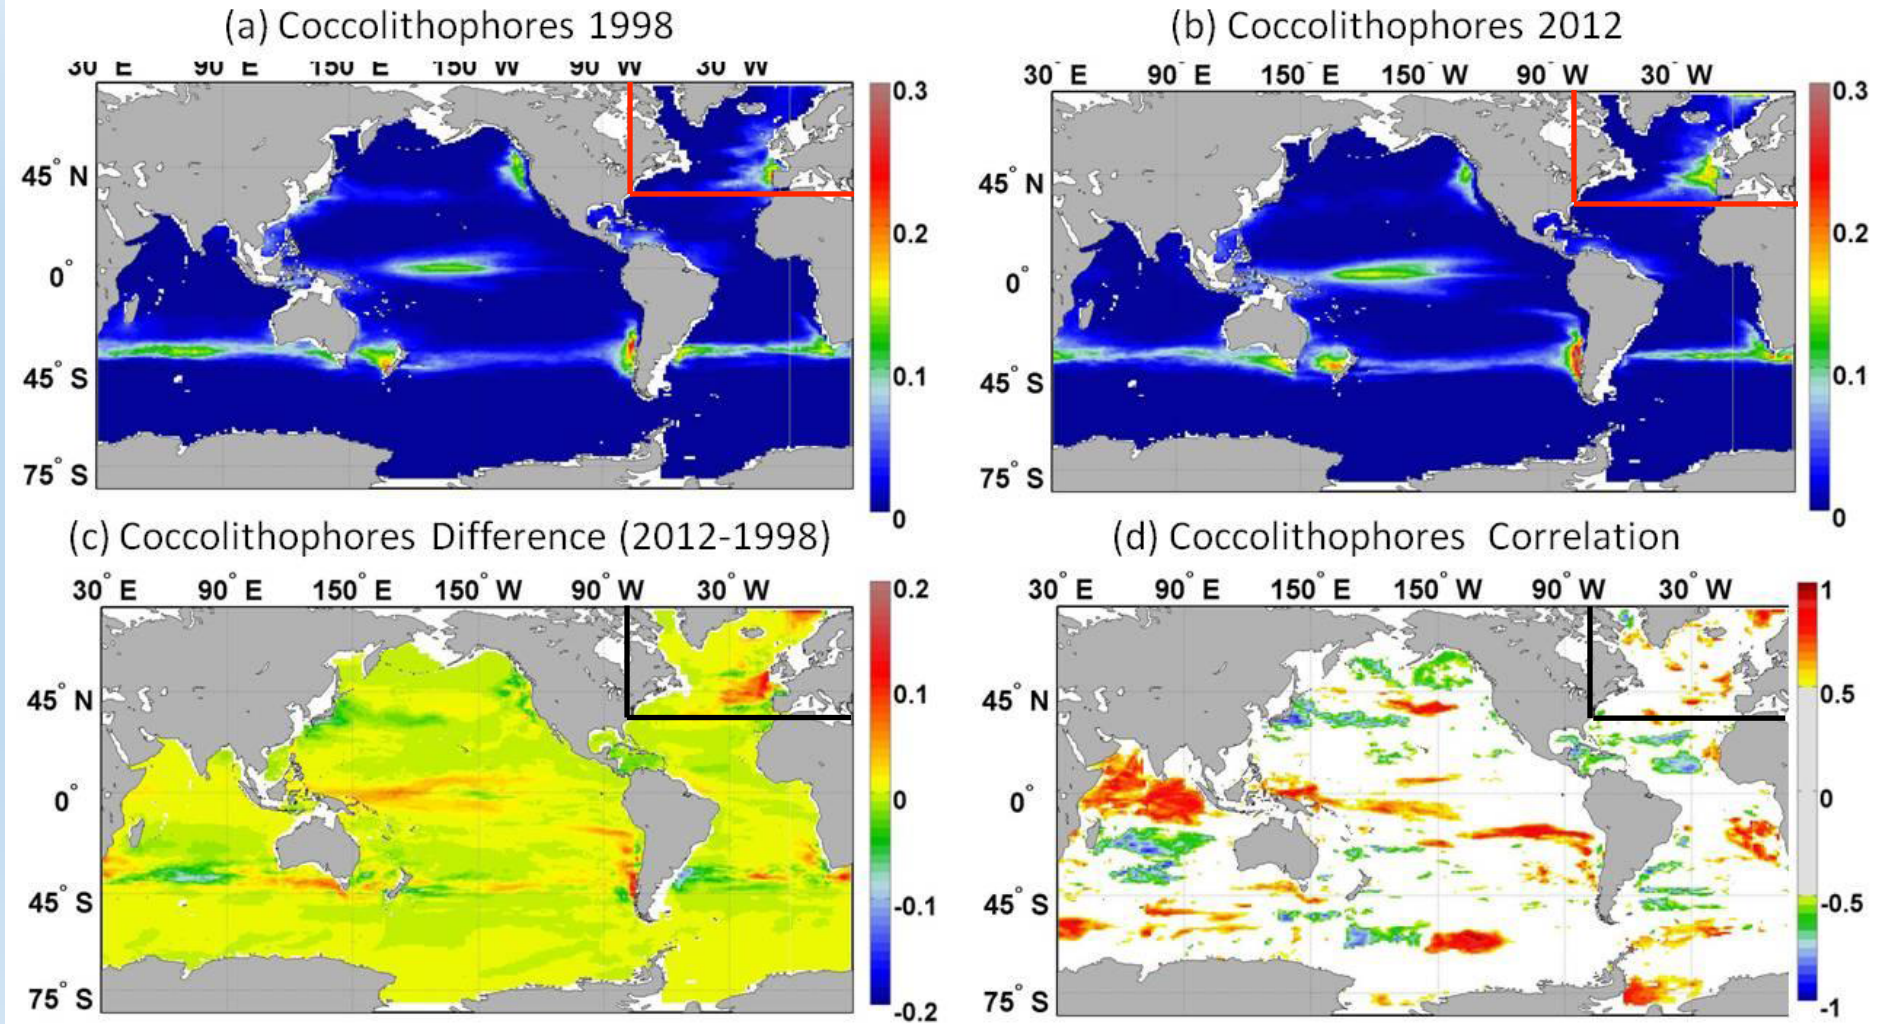 (a) Coccolithophores 1998
30° E 90° E 150° E 150° W 90° W 30° W
45° N
0°
45° S
75° S
0.3
0.2
0.1
0
(b) Coccolithophores 2012
30° E 90° E 150° E 150° W 90° W 30° W
45° N
0°
45° S
75° S
0.3
0.2
0.1
0
(c) Coccolithophores Difference (2012-1998)
30° E 90° E 150° E 150° W 90° W 30° W
45° N
0°
45° S
75° S
0.2
0.1
0
-0.1
-0.2
(d) Coccolithophores Correlation
30° E 90° E 150° E 150° W 90° W 30° W
45° N
0°
45° S
75° S
1
0.5
0
-0.5
-1